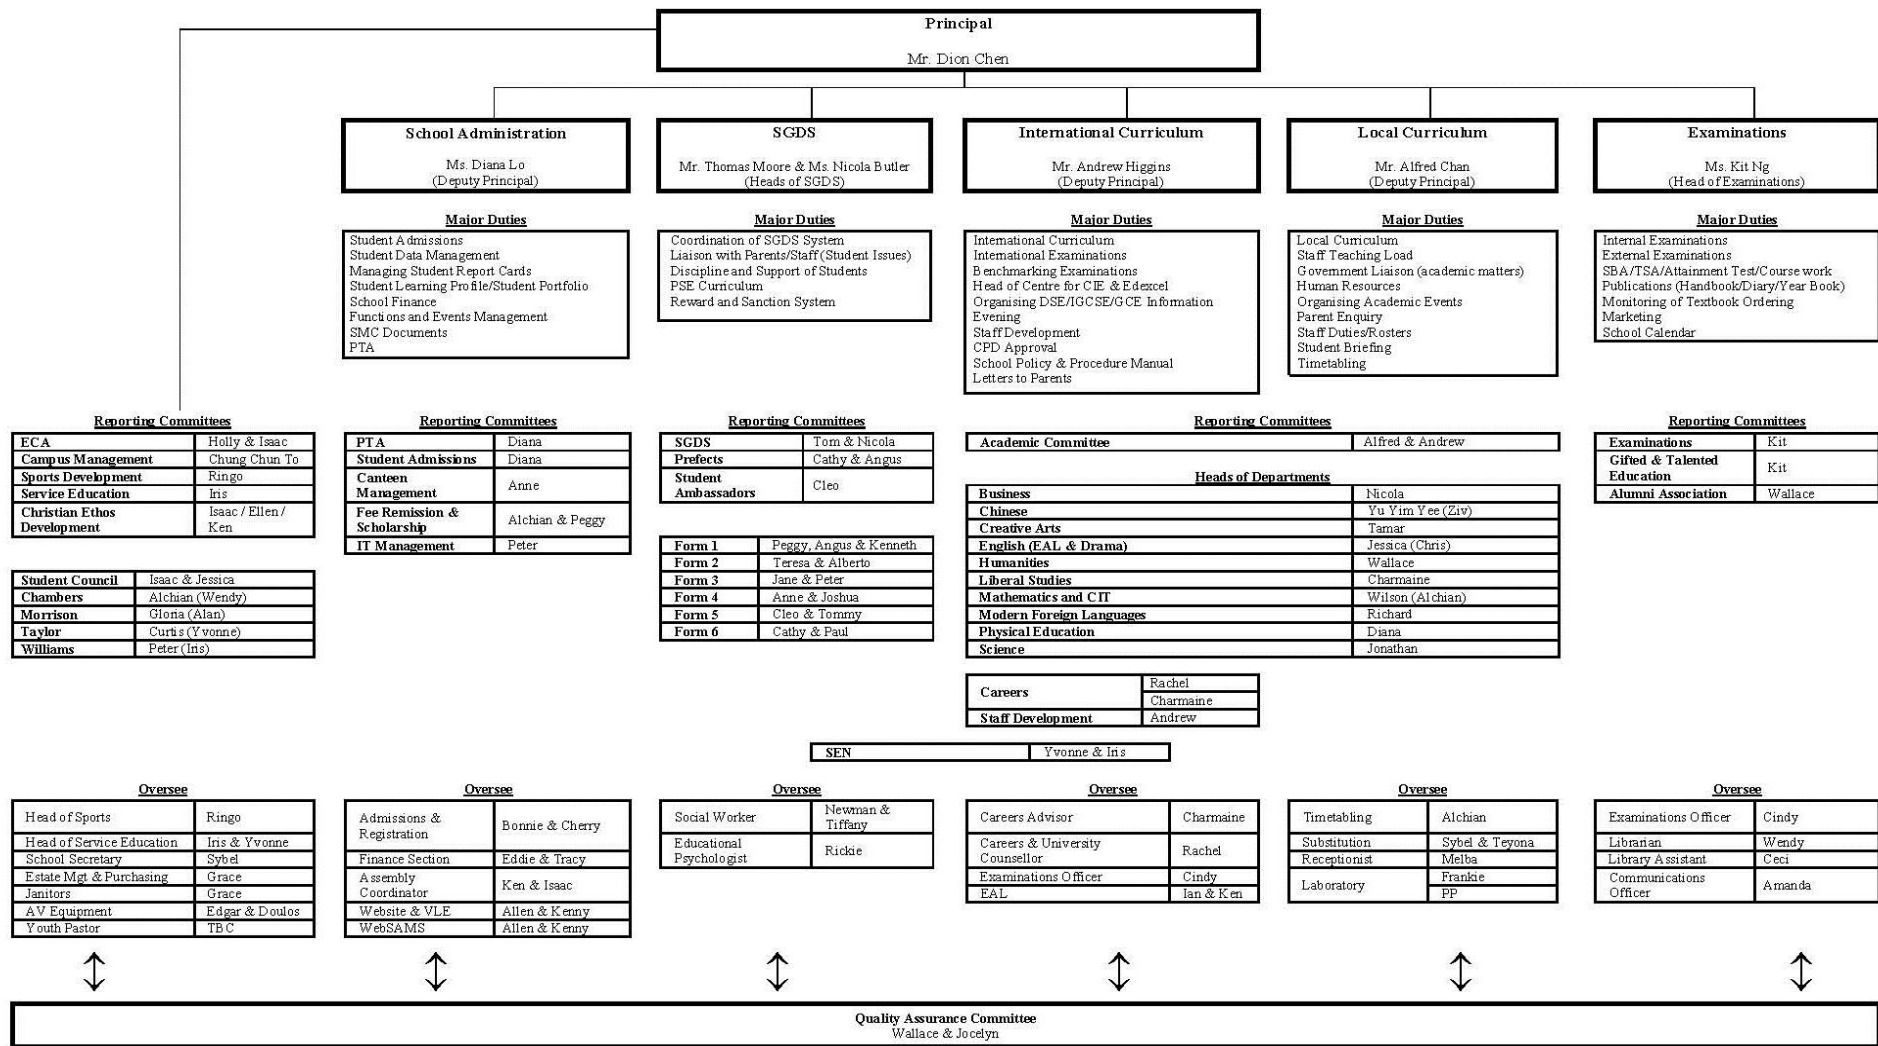 Principal
Mr. Dion Chen
School Administration
Ms. Diana Lo
(Deputy Principal)
SGDS
Mr. Thomas Moore & Ms. Nicola Butler
(Heads of SGDS)
International Curriculum
Mr. Andrew Higgins
(Deputy Principal)
Local Curriculum
Mr. Alfred Chan
(Deputy Principal)
Examinations
Ms. Kit Ng
(Head of Examinations)
Major Duties
Student Admissions
Student Data Management
Managing Student Report Cards
Student Learning Profile/Student Portfolio
School Finance
Functions and Events Management
SMC Documents
PTA
Major Duties
Coordination of SGDS System
Liaison with Parents/Staff (Student Issues)
Discipline and Support of Students
PSE Curriculum
Reward and Sanction System
Major Duties
International Curriculum
International Examinations
Benchmarking Examinations
Head of Centre for CIE & Edexcel
Organising DSE/IGCSE/GCE Information
Evening
Staff Development
CPD Approval
School Policy & Procedure Manual
Letters to Parents
Major Duties
Local Curriculum
Staff Teaching Load
Government Liaison (academic matters)
Human Resources
Organising Academic Events
Parent Enquiry
Staff Duties/Rosters
Student Briefing
Timetabling
Major Duties
Internal Examinations
External Examinations
SBA/TSA/Attainment Test/Course work
Publications (Handbook/Diary/Year Book)
Monitoring of Textbook Ordering
Marketing
School Calendar
Reporting Committees
ECA Holly & Isaac
Campus Management Chung Chun To
Sports Development Ringo
Service Education Iris
Christian Ethos Isaac / Ellen /
Development Ken
Student Council Isaac & Jessica
Chambers Alchian (Wendy)
Morrison Gloria (Alan)
Taylor Curtis (Yvonne)
Williams Peter (Iris)
Reporting Committees
PTA Diana
Student Admissions Diana
Canteen
Management Anne
Fee Remission &
Scholarship Alchian & Peggy
IT Management Peter
Reporting Committees
SGDS Tom & Nicola
Prefects Cathy & Angus
Student
Ambassadors Cleo
Form 1 Peggy, Angus & Kenneth
Form 2 Teresa & Alberto
Form 3 Jane & Peter
Form 4 Anne & Joshua
Form 5 Cleo & Tommy
Form 6 Cathy & Paul
Reporting Committees
Academic Committee Alfred & Andrew
Heads of Departments
Business Nicola
Chinese Yu Yim Yee (Ziv)
Creative Arts Tamar
English (EAL & Drama) Jessica (Chris)
Humanities Wallace
Liberal Studies Charmaine
Mathematics and CIT Wilson (Alchian)
Modern Foreign Languages Richard
Physical Education Diana
Science Jonathan
Careers Rachel
Charmaine
Staff Development Andrew
Reporting Committees
Examinations Kit
Gifted & Talented
Education Kit
Alumni Association Wallace
SEN Yvonne & Iris
Oversee
Head of Sports Ringo
Head of Service Education Iris & Yvonne
School Secretary Sybel
Estate Mgt & Purchasing Grace
Janitors Grace
AV Equipment Edgar & Doulos
Youth Pastor TBC
Oversee
Admissions &
Registration Bonnie & Cherry
Finance Section Eddie & Tracy
Assembly
Coordinator Ken & Isaac
Website & VLE Allen & Kenny
WebSAMS Allen & Kenny
Oversee
Social Worker Newman &
Tiffany
Educational
Psychologist Rickie
Oversee
Careers Advisor Charmaine
Careers & University
Counsellor Rachel
Examinations Officer Cindy
EAL Ian & Ken
Oversee
Timetabling Alchian
Substitution Sybel & Teyona
Receptionist Melba
Laboratory Frankie
PP
Oversee
Examinations Officer Cindy
Librarian Wendy
Library Assistant Ceci
Communications
Officer Amanda
Quality Assurance Committee
Wallace & Jocelyn